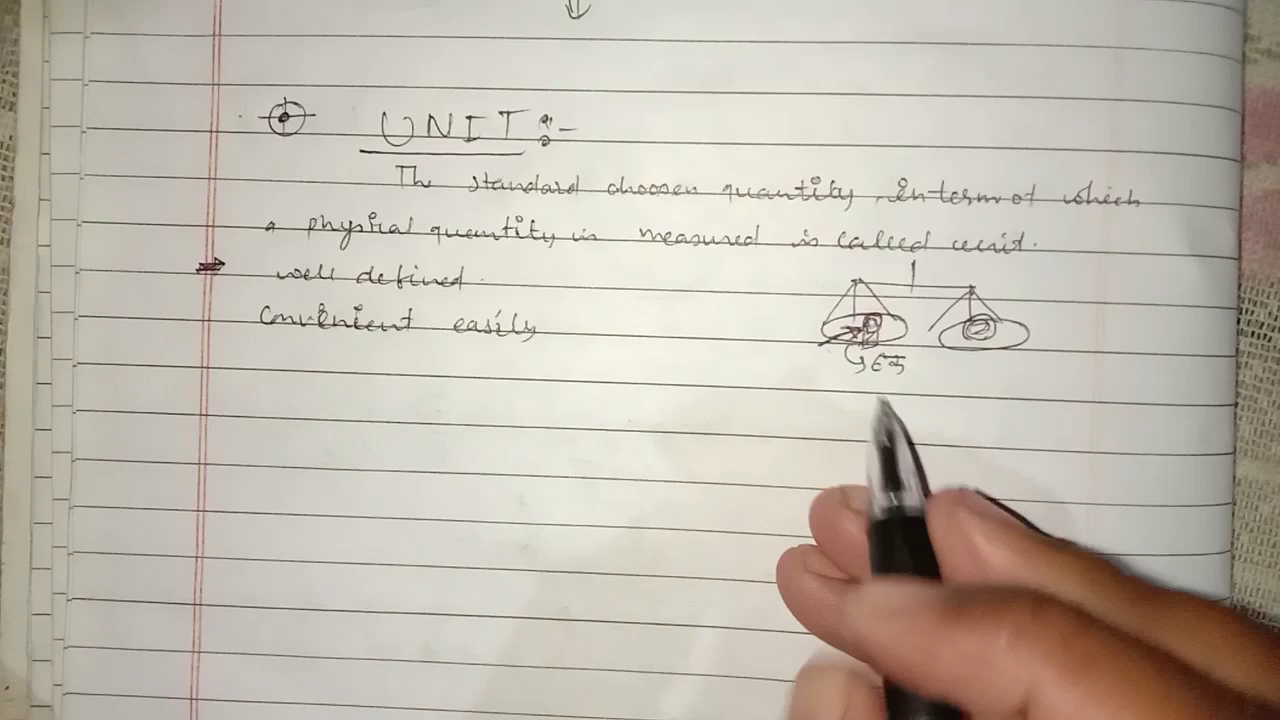 UNIT :-
The standard choosen quantity, in term of which
a physical quantity is measured is called unit.
well defined.
Convenient easily